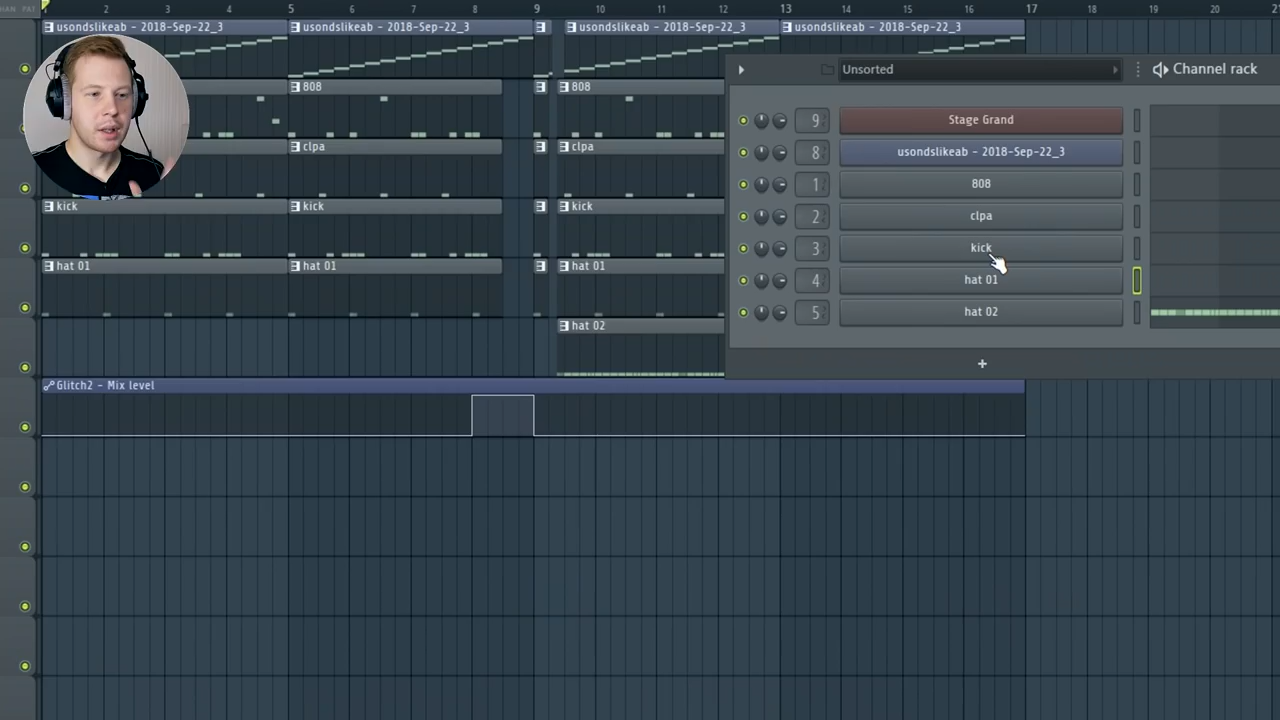 HAN PAT 2 3 4 5 6 7 8 9 10 11 12 13 14 15 16 17 18 19 20 21
usondslikeab - 2018-Sep-22_3 usondslikeab - 2018-Sep-22_3 usondslikeab - 2018-Sep-22_3 usondslikeab - 2018-Sep-22_3
808 808
clpa clpa
kick kick kick
hat 01 hat 01 hat 01
hat 02
Glitch2 - Mix level
Unsorted Channel rack
9 Stage Grand
8 usondslikeab - 2018-Sep-22_3
1 808
2 clpa
3 kick
4 hat 01
5 hat 02
+